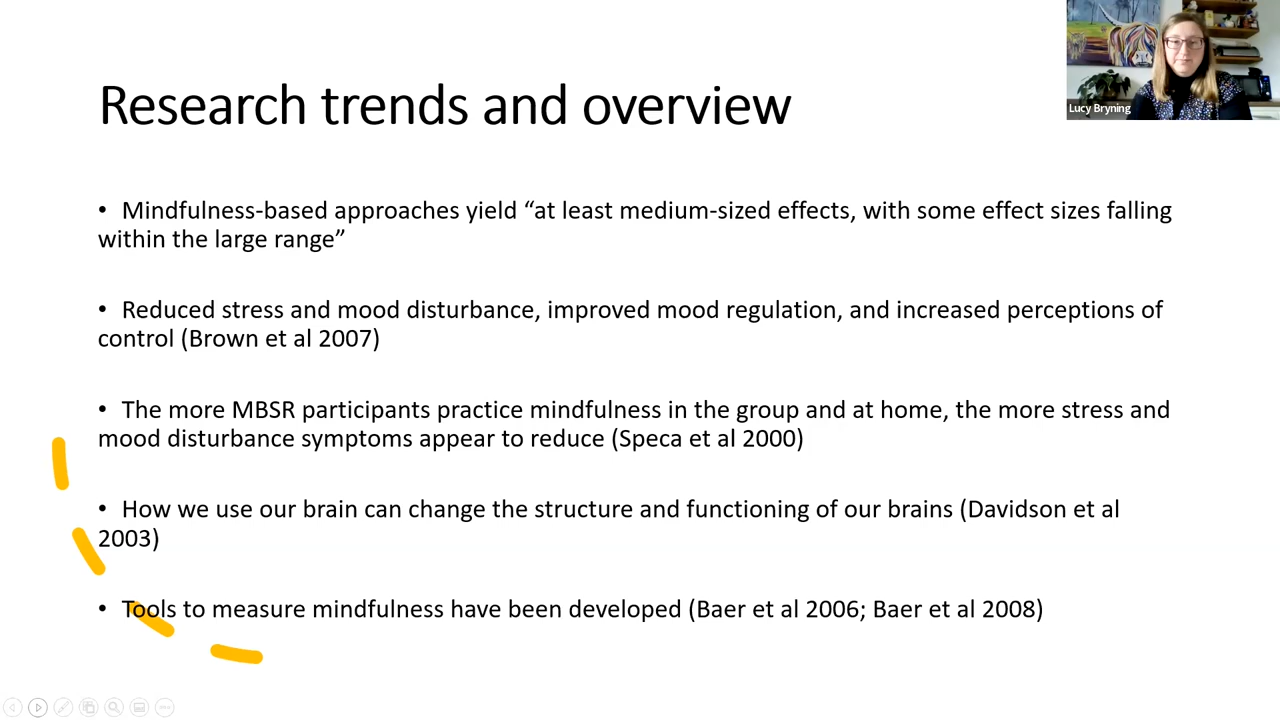 Research trends and overview
Lucy Bryning
• Mindfulness-based approaches yield “at least medium-sized effects, with some effect sizes falling
within the large range”
• Reduced stress and mood disturbance, improved mood regulation, and increased perceptions of
control (Brown et al 2007)
• The more MBSR participants practice mindfulness in the group and at home, the more stress and
mood disturbance symptoms appear to reduce (Speca et al 2000)
• How we use our brain can change the structure and functioning of our brains (Davidson et al
2003)
• Tools to measure mindfulness have been developed (Baer et al 2006; Baer et al 2008)